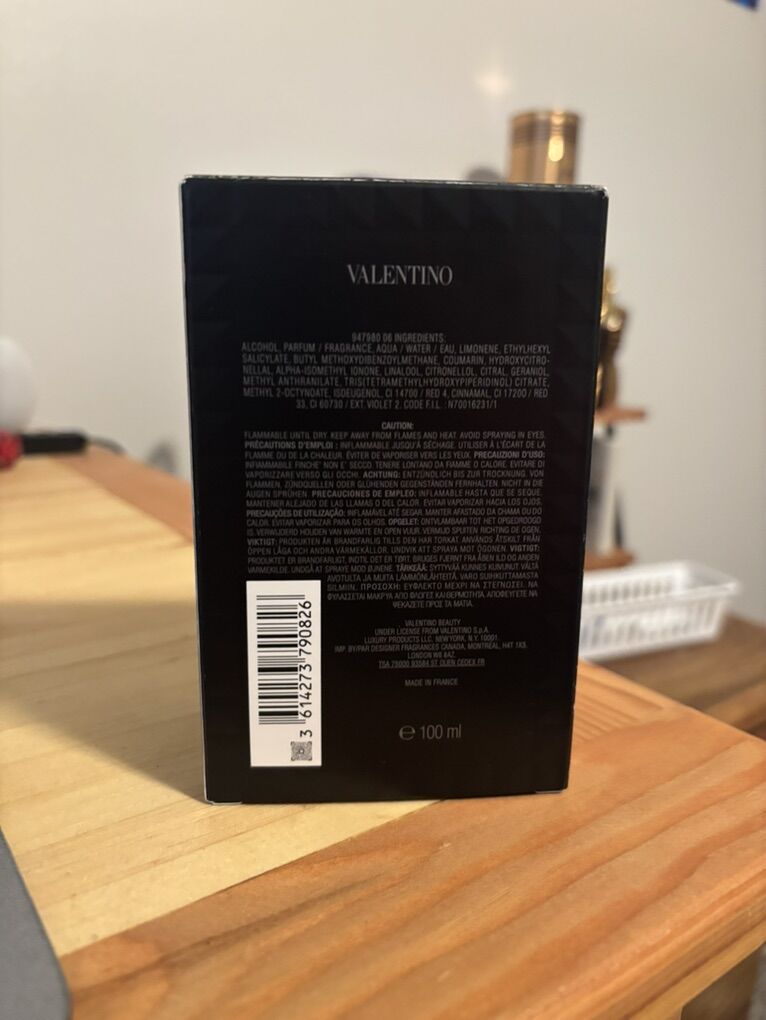 VALENTINO
947980 06 INGREDIENTS:
ALCOHOL, PARFUM / FRAGRANCE, AQUA / WATER / EAU, LIMONENE, ETHYLHEXYL
SALICYLATE, BUTYL METHOXYDIBENZOYLMETHANE, COUMARIN, HYDROXYCITRO-
NELLAL, ALPHA-ISOMETHYL IONONE, LINALOOL, CITRONELLOL, CITRAL, GERANIOL,
METHYL ANTHRANILATE, TRIS(TETRAMETHYLHYDROXYPIPERIDINOL) CITRATE,
METHYL 2-OCTYNOATE, ISOEUGENOL, CI 14700 / RED 4, CINNAMAL, CI 17200 / RED
33, CI 60730 / EXT. VIOLET 2. CODE F.I.L.: N70016231/1
CAUTION:
FLAMMABLE UNTIL DRY. KEEP AWAY FROM FLAMES AND HEAT. AVOID SPRAYING IN EYES.
PRÉCAUTIONS D'EMPLOI : INFLAMMABLE JUSQU'À SÉCHAGE. UTILISER À L'ÉCART DE LA
FLAMME OU DE LA CHALEUR. ÉVITER DE VAPORISER VERS LES YEUX. PRECAUZIONI D'USO:
INFIAMMABILE FINCHE' NON E' SECCO. TENERE LONTANO DA FIAMME O CALORE. EVITARE DI
VAPORIZZARE VERSO GLI OCCHI. ACHTUNG: ENTZÜNDLICH BIS ZUR TROCKNUNG. VON
FLAMMEN, ZÜNDQUELLEN ODER GLÜHENDEN GEGENSTÄNDEN FERNHALTEN. NICHT IN DIE
AUGEN SPRÜHEN. PRECAUCIONES DE EMPLEO: INFLAMABLE HASTA QUE SE SEQUE.
MANTENER ALEJADO DE LAS LLAMAS O DEL CALOR. EVITAR VAPORIZAR HACIA LOS OJOS.
PRECAUÇÕES DE UTILIZAÇÃO: INFLAMÁVEL ATÉ SEGAR. MANTER AFASTADO DA CHAMA OU DO
CALOR. EVITAR VAPORIZAR PARA OS OLHOS. OPGELET: ONTVLAMBAAR TOT HET OPGEDROOGD
IS. VERWIJDERD HOUDEN VAN WARMTE EN OPEN VUUR. VERMIJD SPUITEN RICHTING DE OGEN.
VIKTIGT: PRODUKTEN ÄR BRANDFARLIG TILLS DEN HAR TORKAT. ANVÄNDS ÅTSKILT FRÅN
ÖPPEN LÅGA OCH ANDRA VÄRMEKÄLLOR. UNDVIK ATT SPRAYA MOT ÖGONEN. VIGTIGT:
PRODUKTET ER BRANDFARLIGT, INDTIL DET ER TØRT. BRUGES FJERNT FRA ÅBEN ILD OG ANDEN
VARMEKILDE. UNDGÅ AT SPRAYE MOD ØJNENE. TÄRKEÄÄ: SYTTYVÄÄ KUNNES KUIVUNUT. VÄLTÄ
AVOTULTA JA MUITA LÄMMÖNLÄHTEITÄ. VARO SUIHKUTTAMASTA
SILMIIN. ΠΡΟΣΟΧΗ: ΕΥΦΛΕΚΤΟ ΜΕΧΡΙ ΝΑ ΣΤΕΓΝΩΣΕΙ. ΝΑ
ΦΥΛΑΣΣΕΤΑΙ ΜΑΚΡΥΑ ΑΠΟ ΦΛΟΓΕΣ ΚΑΙ ΘΕΡΜΟΤΗΤΑ. ΑΠΟΦΕΥΓΕΤΕ ΝΑ
ΨΕΚΑΖΕΤΕ ΠΡΟΣ ΤΑ ΜΑΤΙΑ.
VALENTINO BEAUTY
UNDER LICENSE FROM VALENTINO S.p.A.
LUXURY PRODUCTS LLC. NEW YORK, N.Y. 10001.
IMP. BY/PAR DESIGNER FRAGRANCES CANADA, MONTRÉAL, H4T 1K5.
LONDON W6 8AZ.
TSA 75000 93584 ST OUEN CEDEX FR
MADE IN FRANCE
℮ 100 ml
3 614273 790826